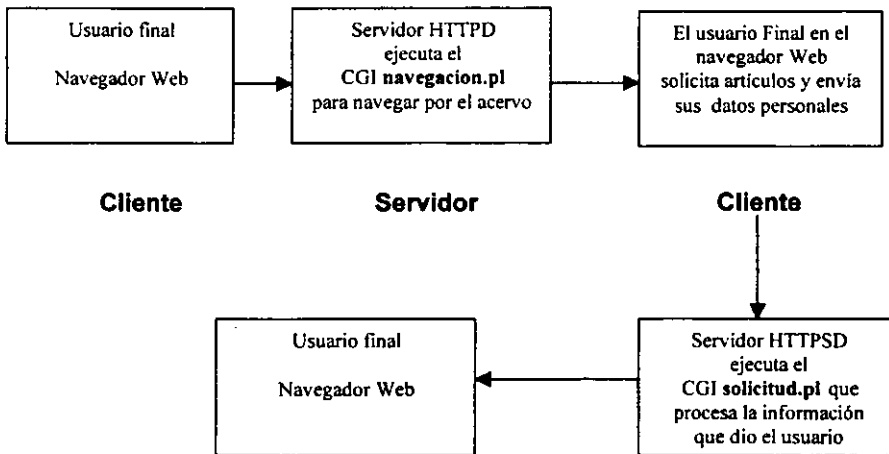 Usuario final
Navegador Web
Servidor HTTPD
ejecuta el
CGI navegacion.pl
para navegar por el acervo
El usuario Final en el
navegador Web
solicita artículos y envía
sus datos personales
Cliente
Servidor
Cliente
Usuario final
Navegador Web
Servidor HTTPSD
ejecuta el
CGI solicitud.pl que
procesa la información
que dio el usuario